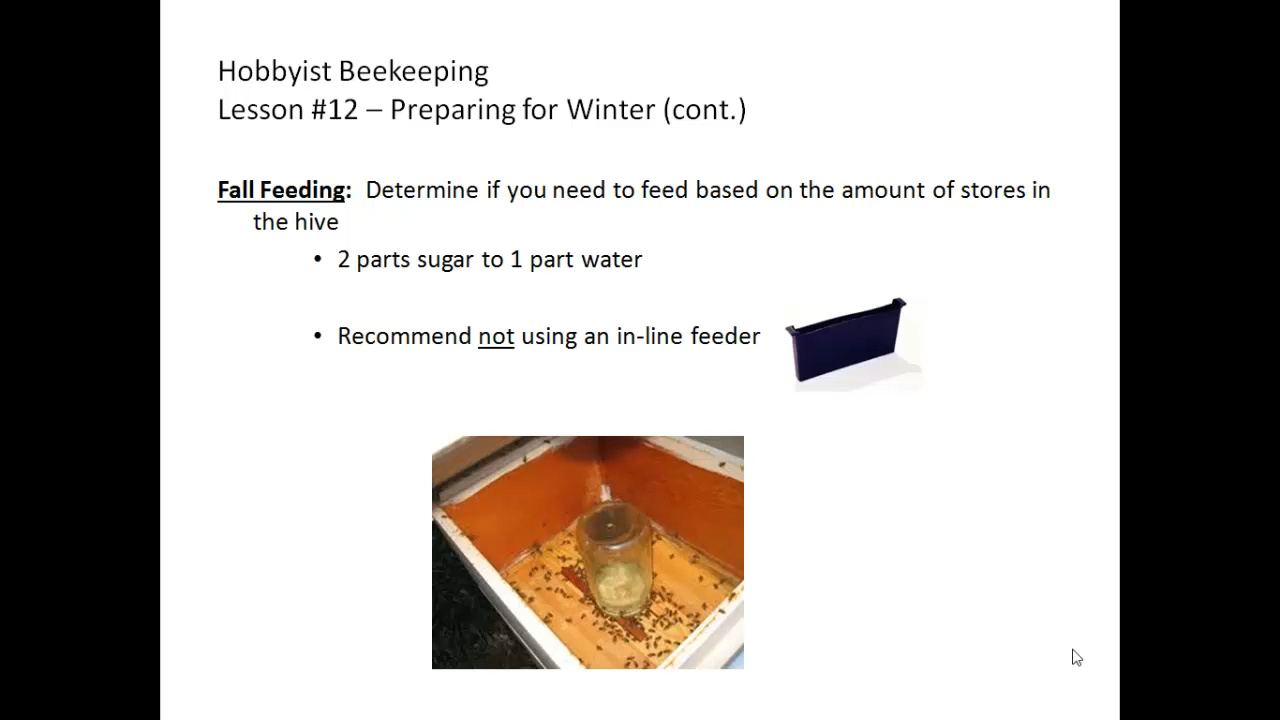 Hobbyist Beekeeping
Lesson #12 – Preparing for Winter (cont.)
Fall Feeding:  Determine if you need to feed based on the amount of stores in
the hive
• 2 parts sugar to 1 part water
• Recommend not using an in-line feeder